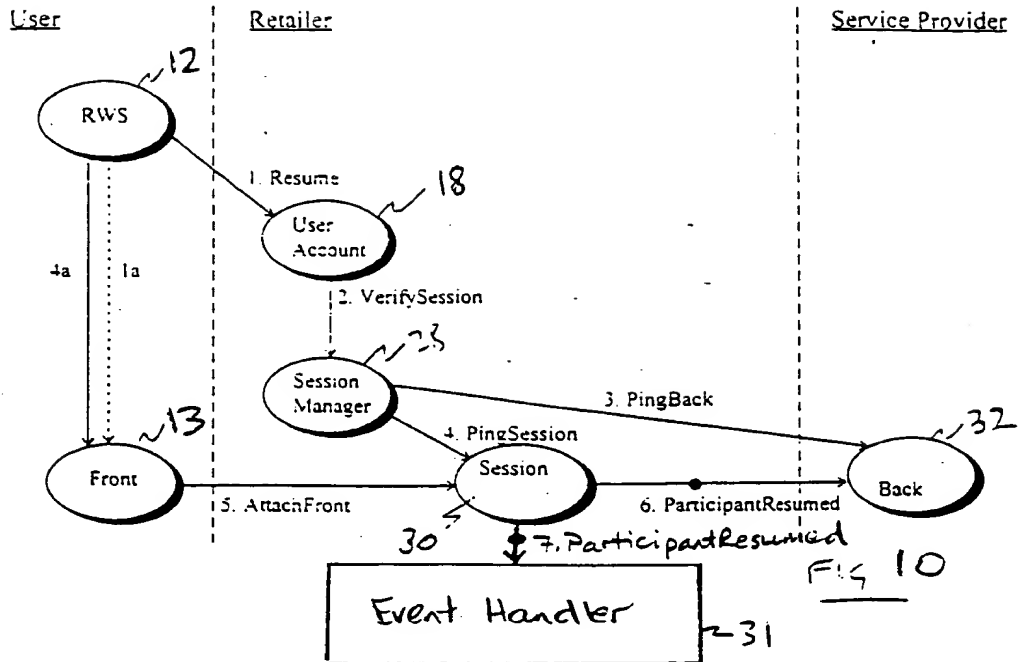 User
Retailer
Service Provider
12
RWS
1. Resume
18
User
Account
4a
1a
2. VerifySession
Session
Manager
3. PingBack
32
13
4. PingSession
Front
Session
Back
5. AttachFront
6. ParticipantResumed
30
7. ParticipantResumed
Fig 10
Event Handler
31